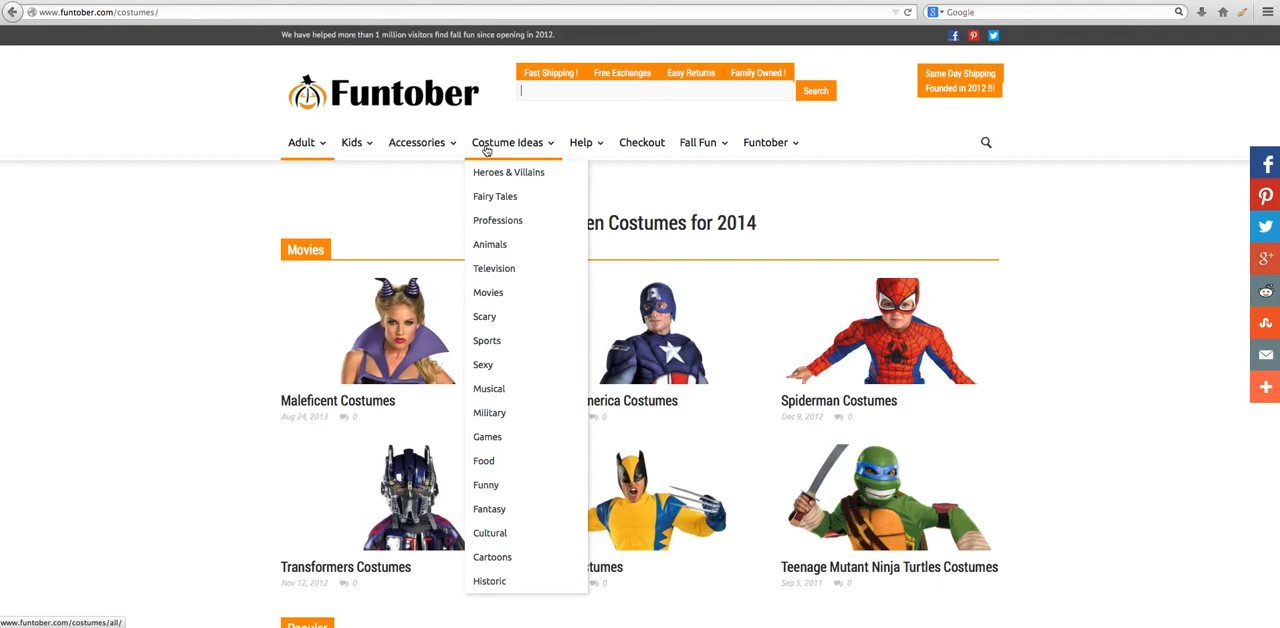 www.funtober.com/costumes/
Google
We have helped more than 1 million visitors find fall fun since opening in 2012.
Funtober
Fast Shipping ! Free Exchanges Easy Returns Family Owned !
Search
Same Day Shipping
Founded in 2012 !!!
Adult Kids Accessories Costume Ideas Help Checkout Fall Fun Funtober
Heroes & Villains
Fairy Tales
Professions
Animals
Television
Movies
Scary
Sports
Sexy
Musical
Military
Games
Food
Funny
Fantasy
Cultural
Cartoons
Historic
en Costumes for 2014
Movies
Maleficent Costumes
Aug 24, 2013 0
merica Costumes
0
Spiderman Costumes
Dec 9, 2012 0
Transformers Costumes
Nov 12, 2012 0
stumes
0
Teenage Mutant Ninja Turtles Costumes
Sep 5, 2011 0
Popular
www.funtober.com/costumes/all/